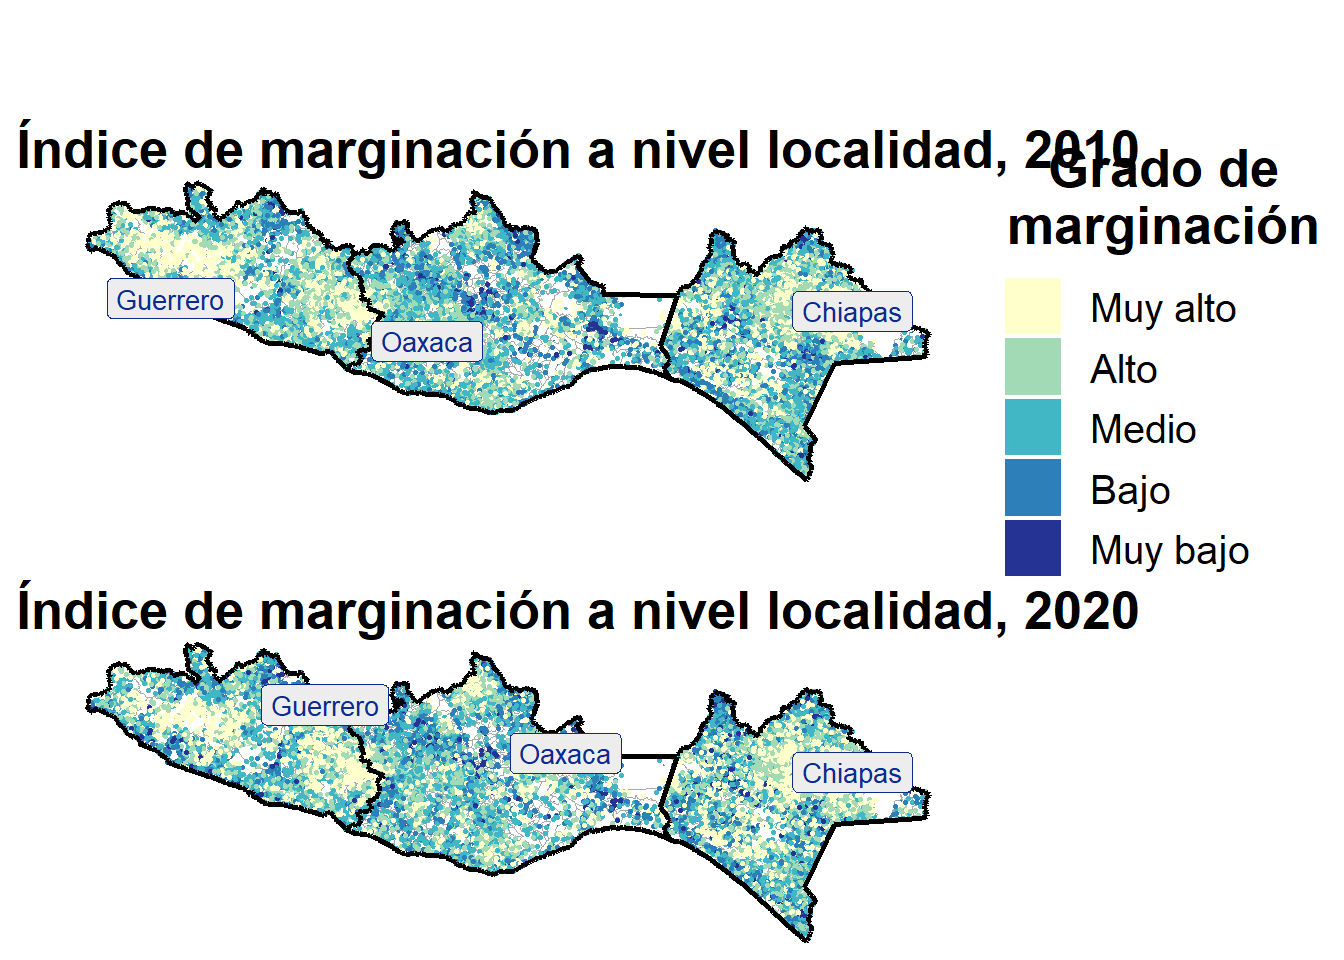 Índice de marginación a nivel localidad, 2010
Grado de
marginación
Guerrero
Oaxaca
Chiapas
Muy alto
Alto
Medio
Bajo
Muy bajo
Índice de marginación a nivel localidad, 2020
Guerrero
Oaxaca
Chiapas